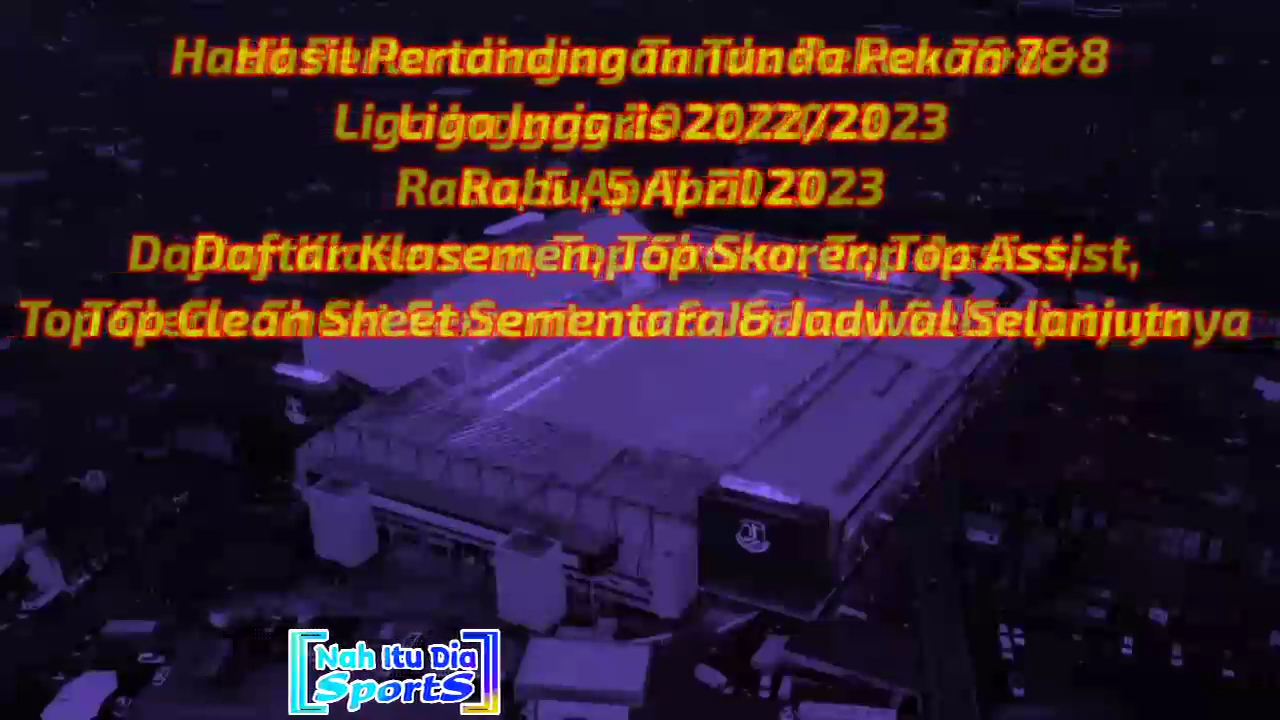 Hasil Pertandingan Tunda Pekan 7&8
Liga Inggris 2022/2023
Rabu, 5 April 2023
Daftar Klasemen, Top Skorer, Top Assist,
Top Clean Sheet Sementara & Jadwal Selanjutnya
Nah Itu Dia
Sports